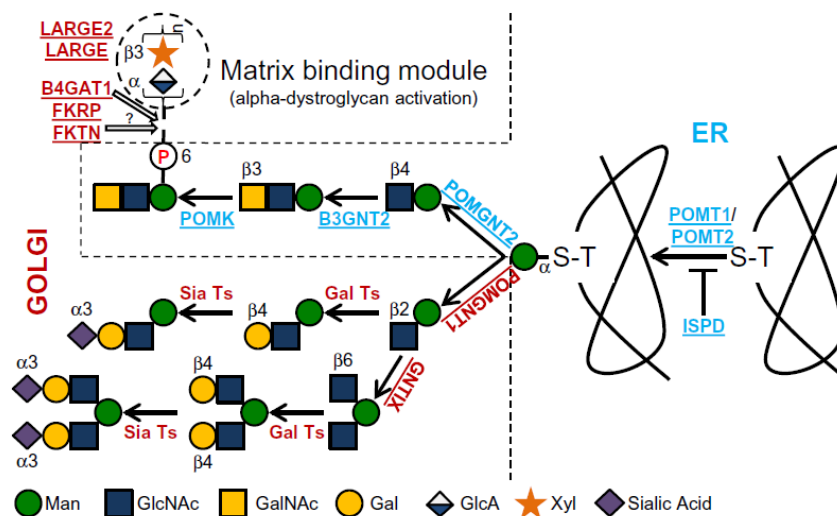 LARGE2
LARGE
β3
n
α
B4GAT1
FKRP
FKTN
?
Matrix binding module
(alpha-dystroglycan activation)
P
6
ER
β3
β4
POMK
B3GNT2
POMGNT2
POMT1/
POMT2
S-T
S-T
α
ISPD
GOLGI
POMGNT1
α3
Sia Ts
β4
Gal Ts
β2
GNTIX
α3
β4
β6
Sia Ts
Gal Ts
α3
β4
Man
GlcNAc
GalNAc
Gal
GlcA
Xyl
Sialic Acid